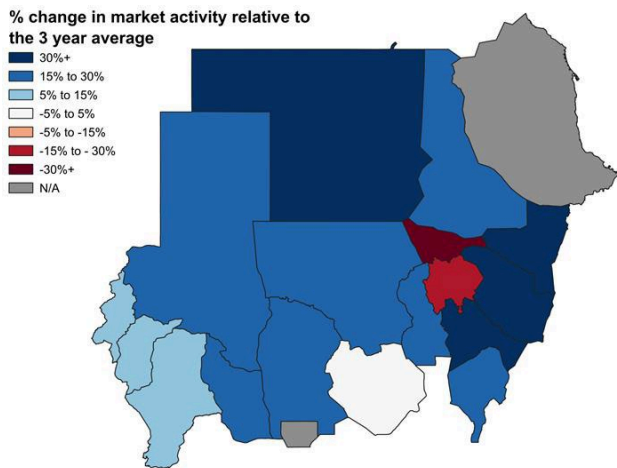 % change in market activity relative to
the 3 year average
30%+
15% to 30%
5% to 15%
-5% to 5%
-5% to -15%
-15% to - 30%
-30%+
N/A